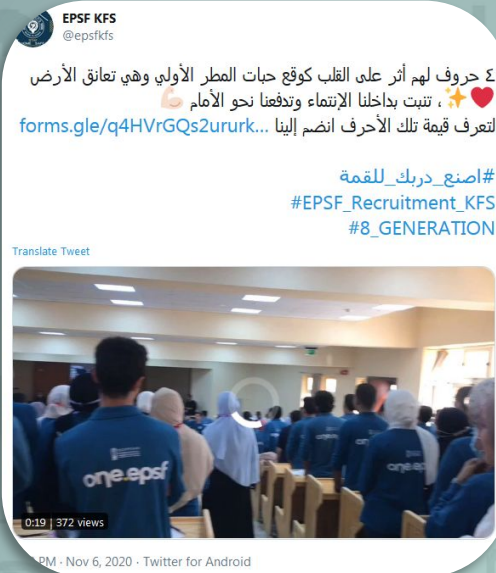 EPSF KFS
@epsfkfs
٤ حروف لهم أثر على القلب كوقع حبات المطر الأولي وهي تعانق الأرض
❤️✨ ، تنبت بداخلنا الإنتماء وتدفعنا نحو الأمام 💪🏻
لتعرف قيمة تلك الأحرف انضم إلينا forms.gle/q4HVrGQs2ururk...
#اصنع_دربك_للقمة
#EPSF_Recruitment_KFS
#8_GENERATION
Translate Tweet
one.epsf
0:19 | 372 views
PM · Nov 6, 2020 · Twitter for Android